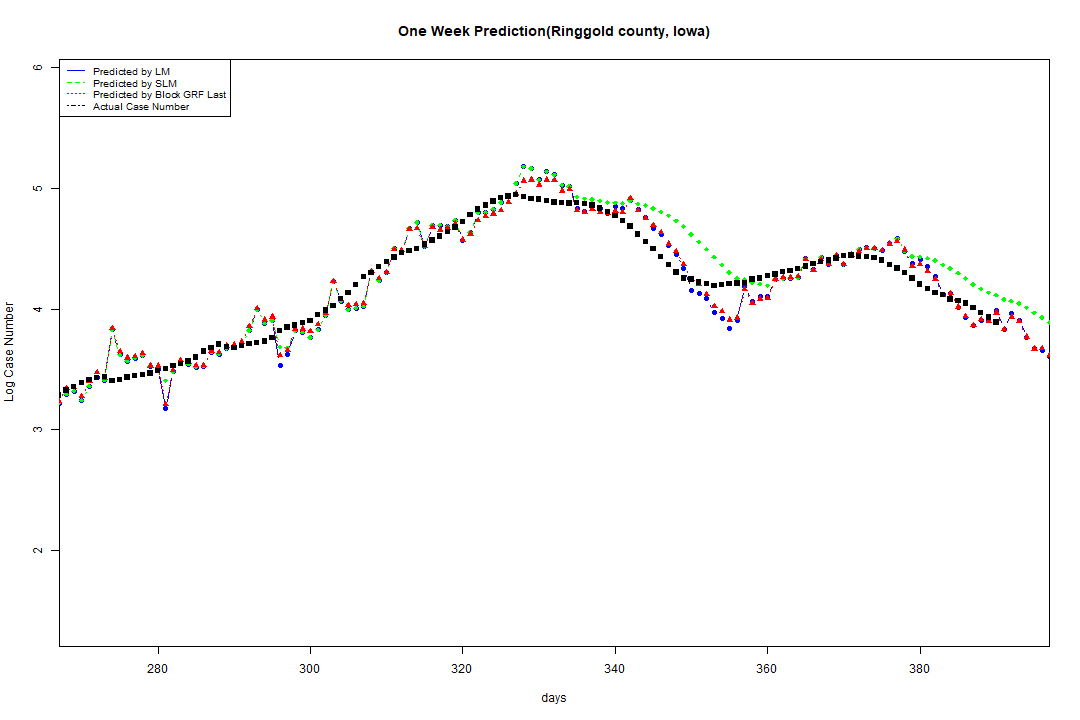 One Week Prediction(Ringgold county, Iowa)
Predicted by LM
Predicted by SLM
Predicted by Block GRF Last
Actual Case Number
6
5
4
3
2
Log Case Number
280 300 320 340 360 380
days